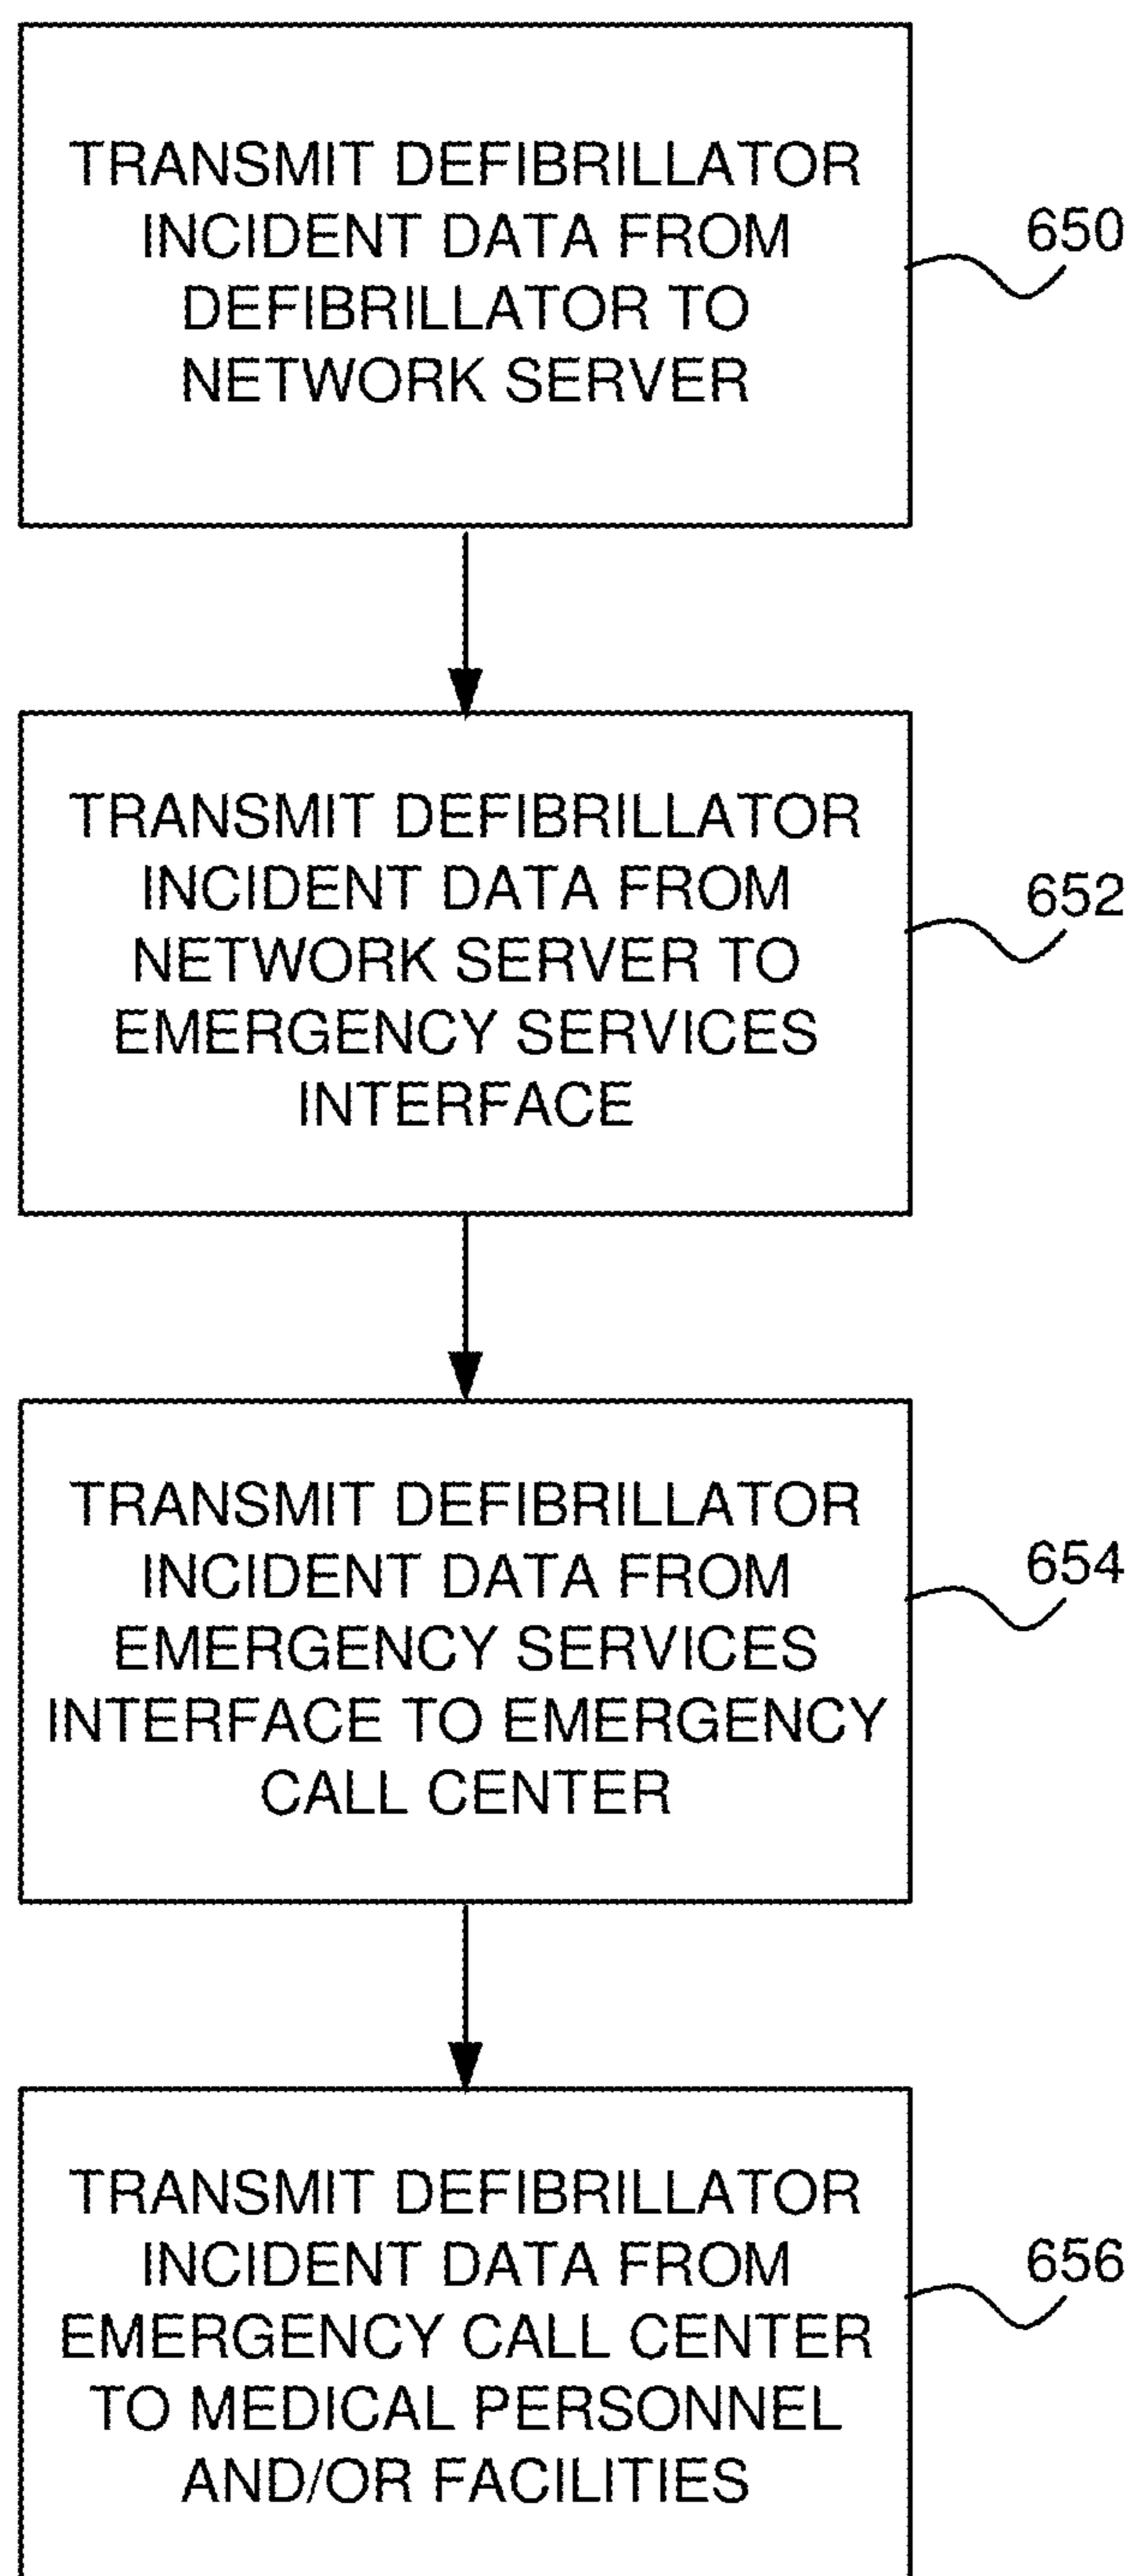 TRANSMIT DEFIBRILLATOR
INCIDENT DATA FROM
DEFIBRILLATOR TO
NETWORK SERVER
650
TRANSMIT DEFIBRILLATOR
INCIDENT DATA FROM
NETWORK SERVER TO
EMERGENCY SERVICES
INTERFACE
652
TRANSMIT DEFIBRILLATOR
INCIDENT DATA FROM
EMERGENCY SERVICES
INTERFACE TO EMERGENCY
CALL CENTER
654
TRANSMIT DEFIBRILLATOR
INCIDENT DATA FROM
EMERGENCY CALL CENTER
TO MEDICAL PERSONNEL
AND/OR FACILITIES
656